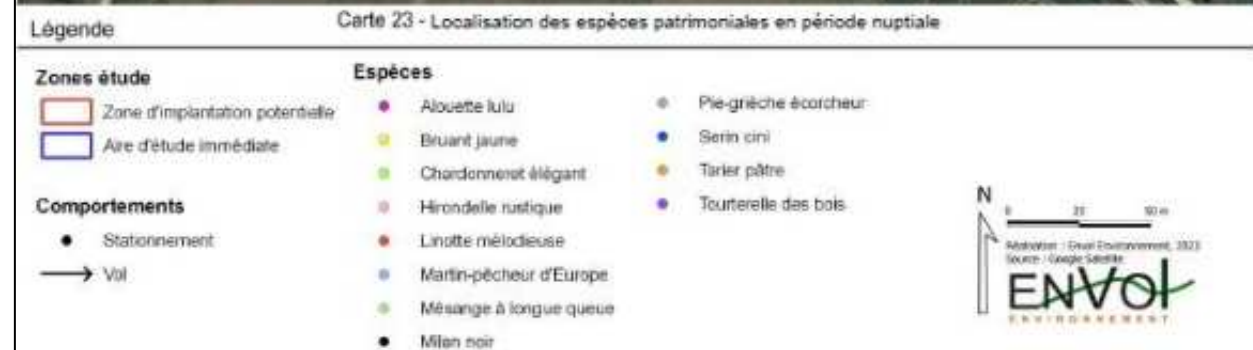 Légende
Carte 23 - Localisation des espèces patrimoniales en période nuptiale
Zones étude
Zone d'implantation potentielle
Aire d'étude immédiate
Comportements
Stationnement
Vol
Espèces
Alouette lulu
Bruant jaune
Chardonneret élégant
Hirondelle rustique
Linotte mélodieuse
Martin-pêcheur d'Europe
Mésange à longue queue
Milan noir
Pie-grièche écorcheur
Serin cini
Tarier pâtre
Tourterelle des bois
N
0 25 50 m
Réalisation : Envol Environnement, 2023
Source : Google Satellite
ENVOL
ENVIRONNEMENT